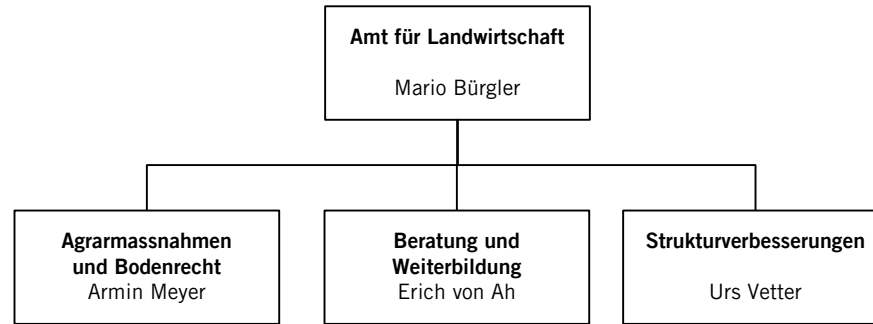 Amt für Landwirtschaft
Mario Bürgler
Agrarmassnahmen
und Bodenrecht
Armin Meyer
Beratung und
Weiterbildung
Erich von Ah
Strukturverbesserungen
Urs Vetter